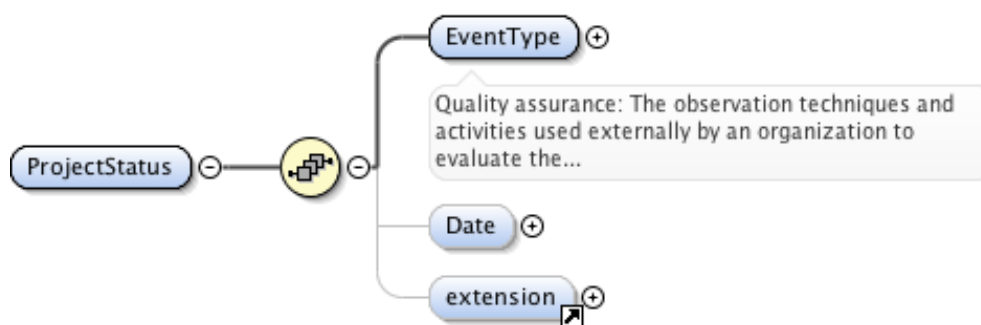 EventType
Quality assurance: The observation techniques and
activities used externally by an organization to
evaluate the...
ProjectStatus
Date
extension